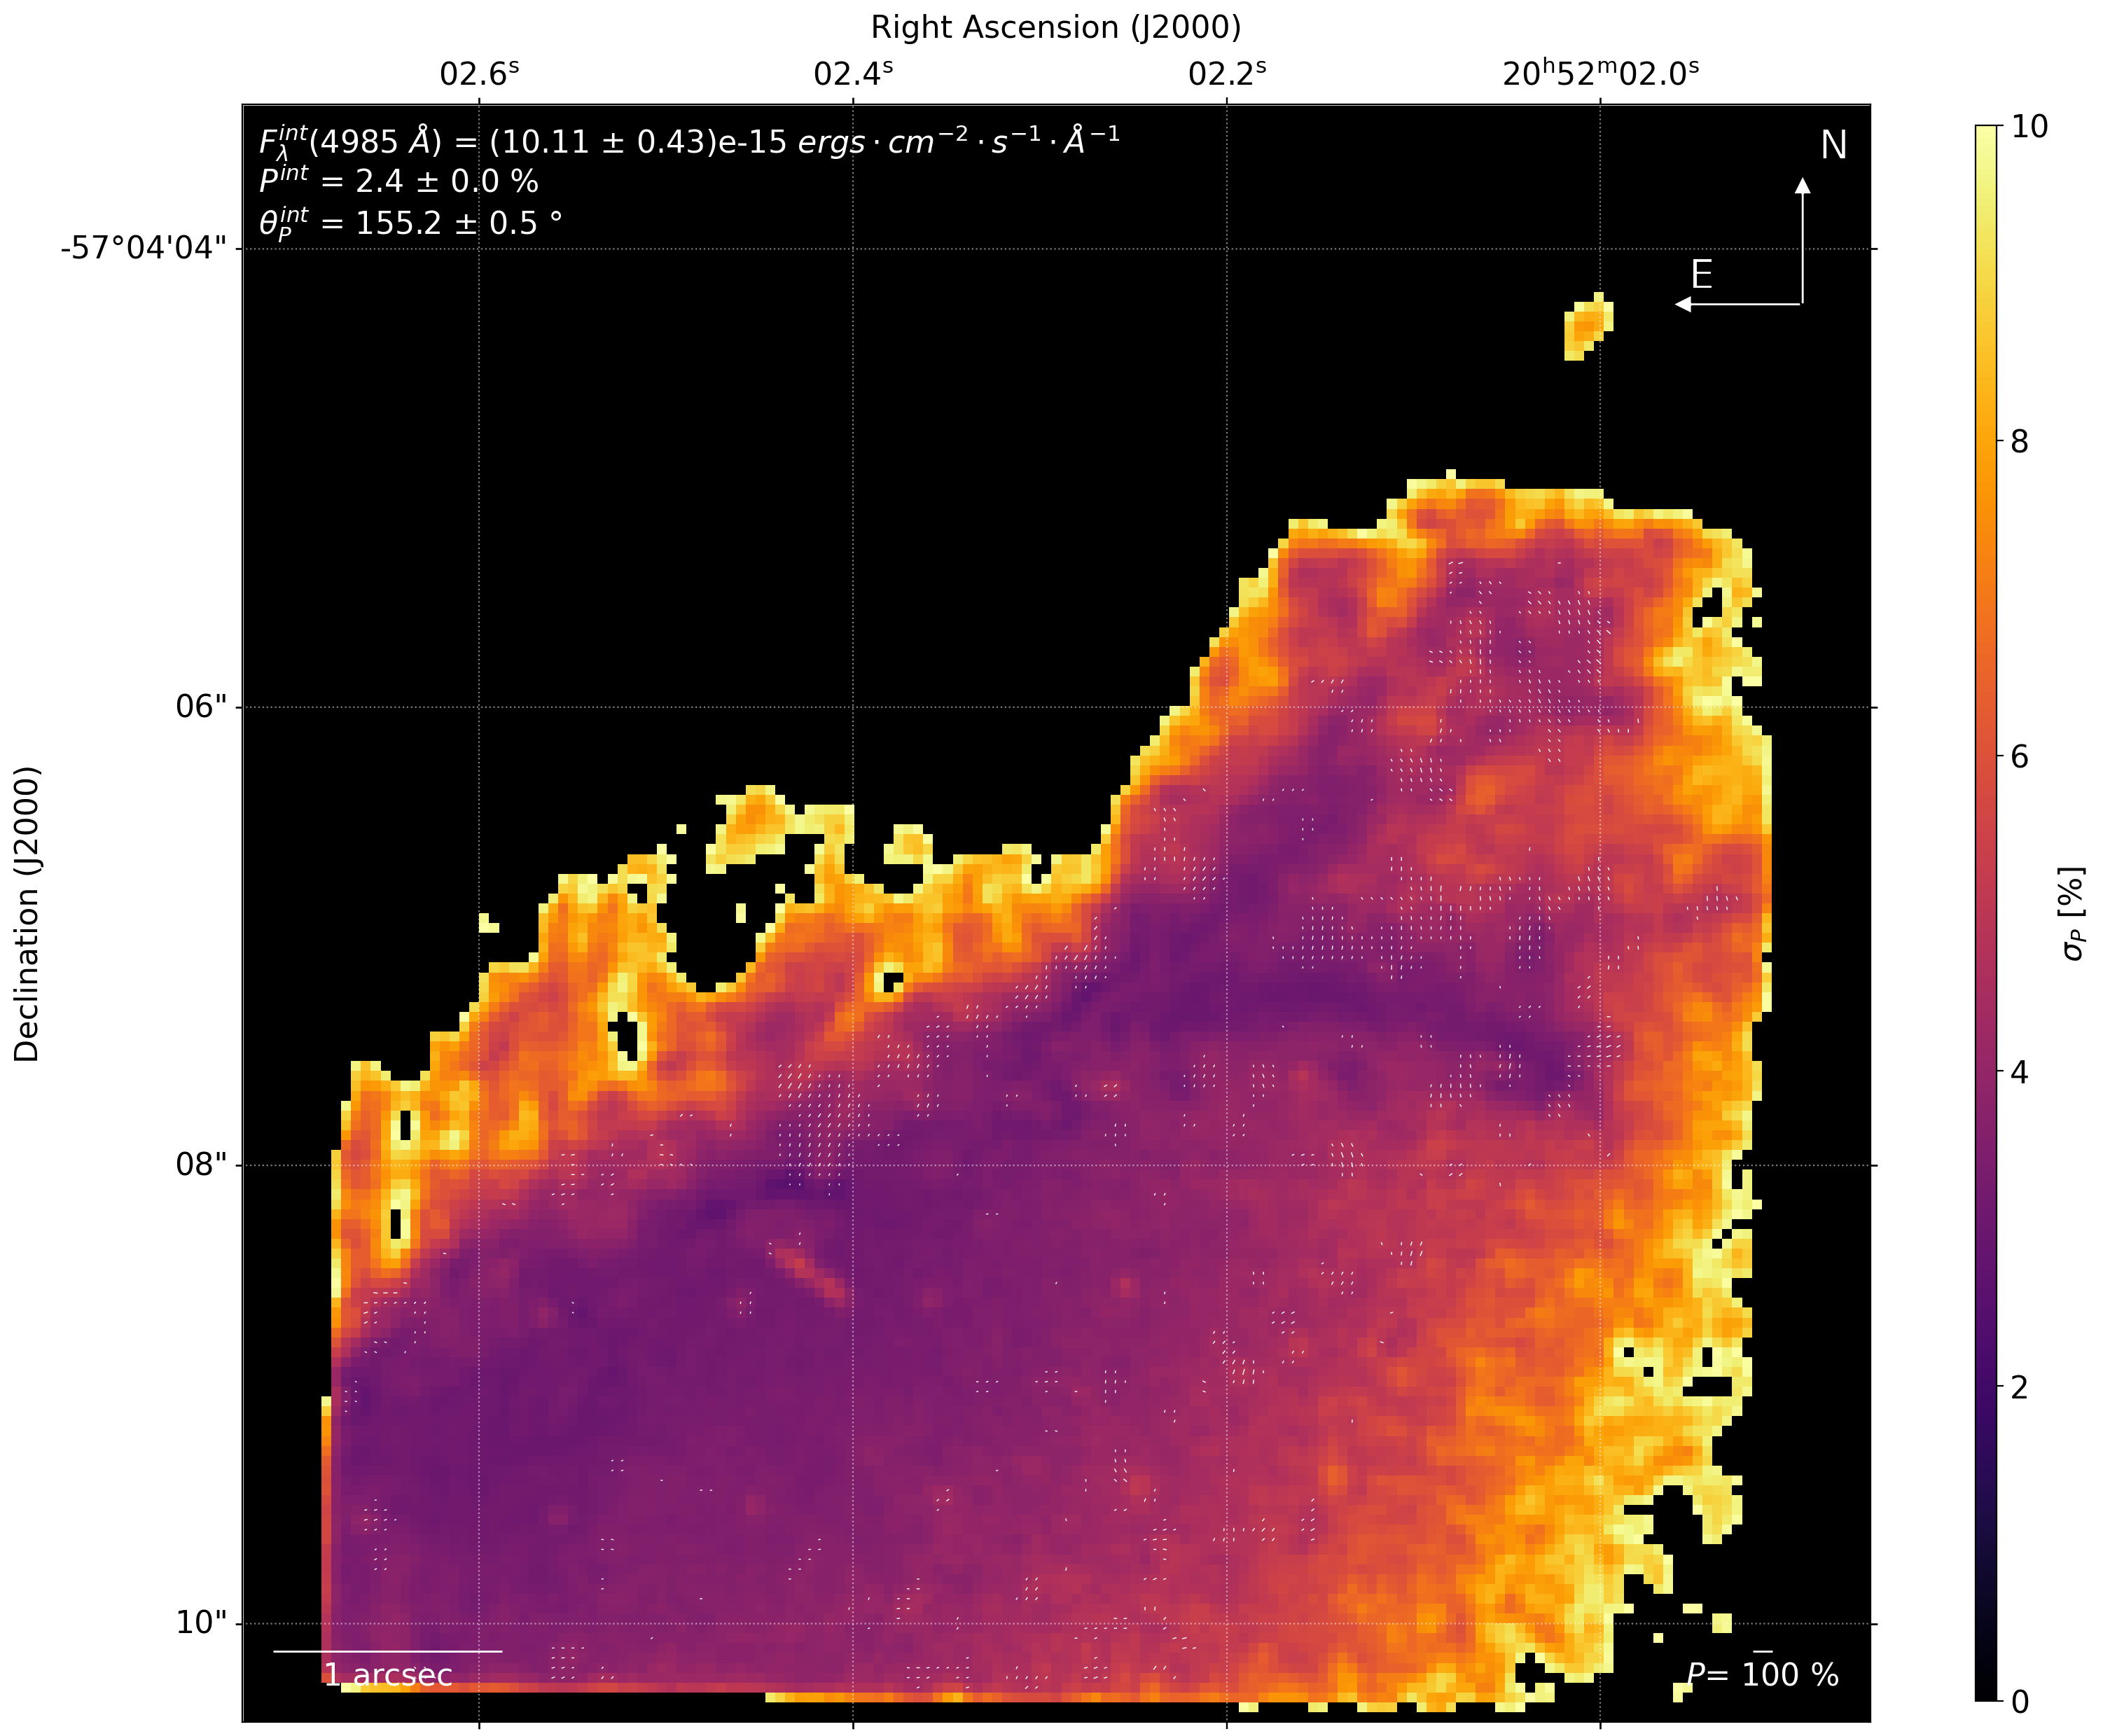 Right Ascension (J2000)
02.6ˢ 02.4ˢ 02.2ˢ 20ʰ52ᵐ02.0ˢ
F_λ^int(4985 Å) = (10.11 ± 0.43)e-15 ergs · cm⁻² · s⁻¹ · Å⁻¹
P^int = 2.4 ± 0.0 %
θ_P^int = 155.2 ± 0.5 °
N
E
-57°04'04"
06"
08"
10"
Declination (J2000)
1 arcsec
P= 100 %
10
8
6
4
2
0
σ_P [%]